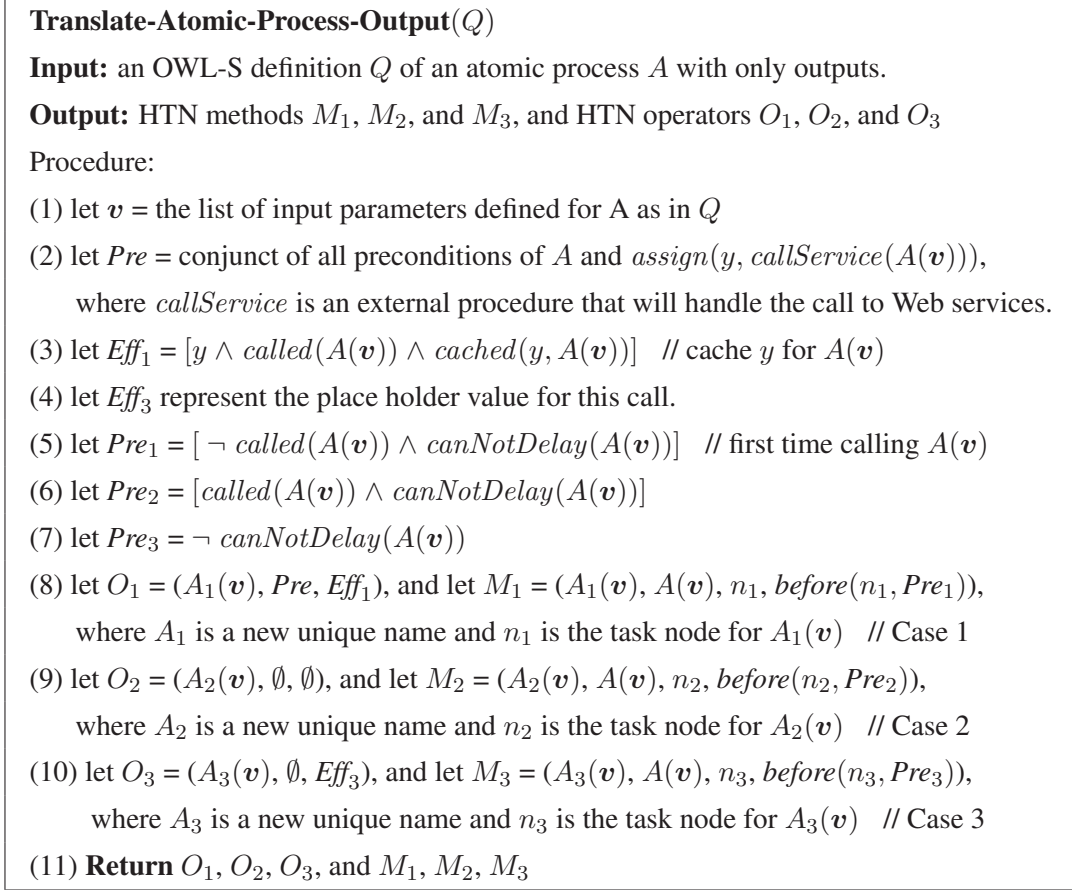 Translate-Atomic-Process-Output(Q)
Input: an OWL-S definition Q of an atomic process A with only outputs.
Output: HTN methods M₁, M₂, and M₃, and HTN operators O₁, O₂, and O₃
Procedure:
(1) let v = the list of input parameters defined for A as in Q
(2) let Pre = conjunct of all preconditions of A and assign(y, callService(A(v))),
where callService is an external procedure that will handle the call to Web services.
(3) let Eff₁ = [y ∧ called(A(v)) ∧ cached(y, A(v))] // cache y for A(v)
(4) let Eff₃ represent the place holder value for this call.
(5) let Pre₁ = [ ¬ called(A(v)) ∧ canNotDelay(A(v))] // first time calling A(v)
(6) let Pre₂ = [called(A(v)) ∧ canNotDelay(A(v))]
(7) let Pre₃ = ¬ canNotDelay(A(v))
(8) let O₁ = (A₁(v), Pre, Eff₁), and let M₁ = (A₁(v), A(v), n₁, before(n₁, Pre₁)),
where A₁ is a new unique name and n₁ is the task node for A₁(v) // Case 1
(9) let O₂ = (A₂(v), ∅, ∅), and let M₂ = (A₂(v), A(v), n₂, before(n₂, Pre₂)),
where A₂ is a new unique name and n₂ is the task node for A₂(v) // Case 2
(10) let O₃ = (A₃(v), ∅, Eff₃), and let M₃ = (A₃(v), A(v), n₃, before(n₃, Pre₃)),
where A₃ is a new unique name and n₃ is the task node for A₃(v) // Case 3
(11) Return O₁, O₂, O₃, and M₁, M₂, M₃